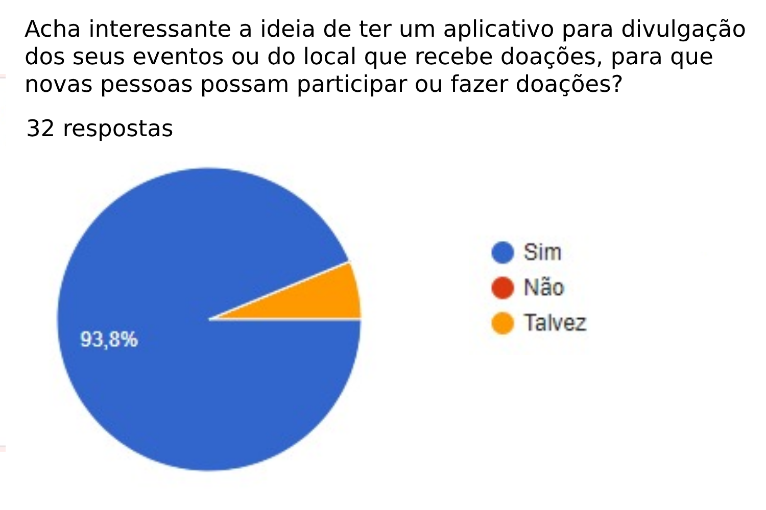 Acha interessante a ideia de ter um aplicativo para divulgação
dos seus eventos ou do local que recebe doações, para que
novas pessoas possam participar ou fazer doações?
32 respostas
Sim
Não
Talvez
93,8%